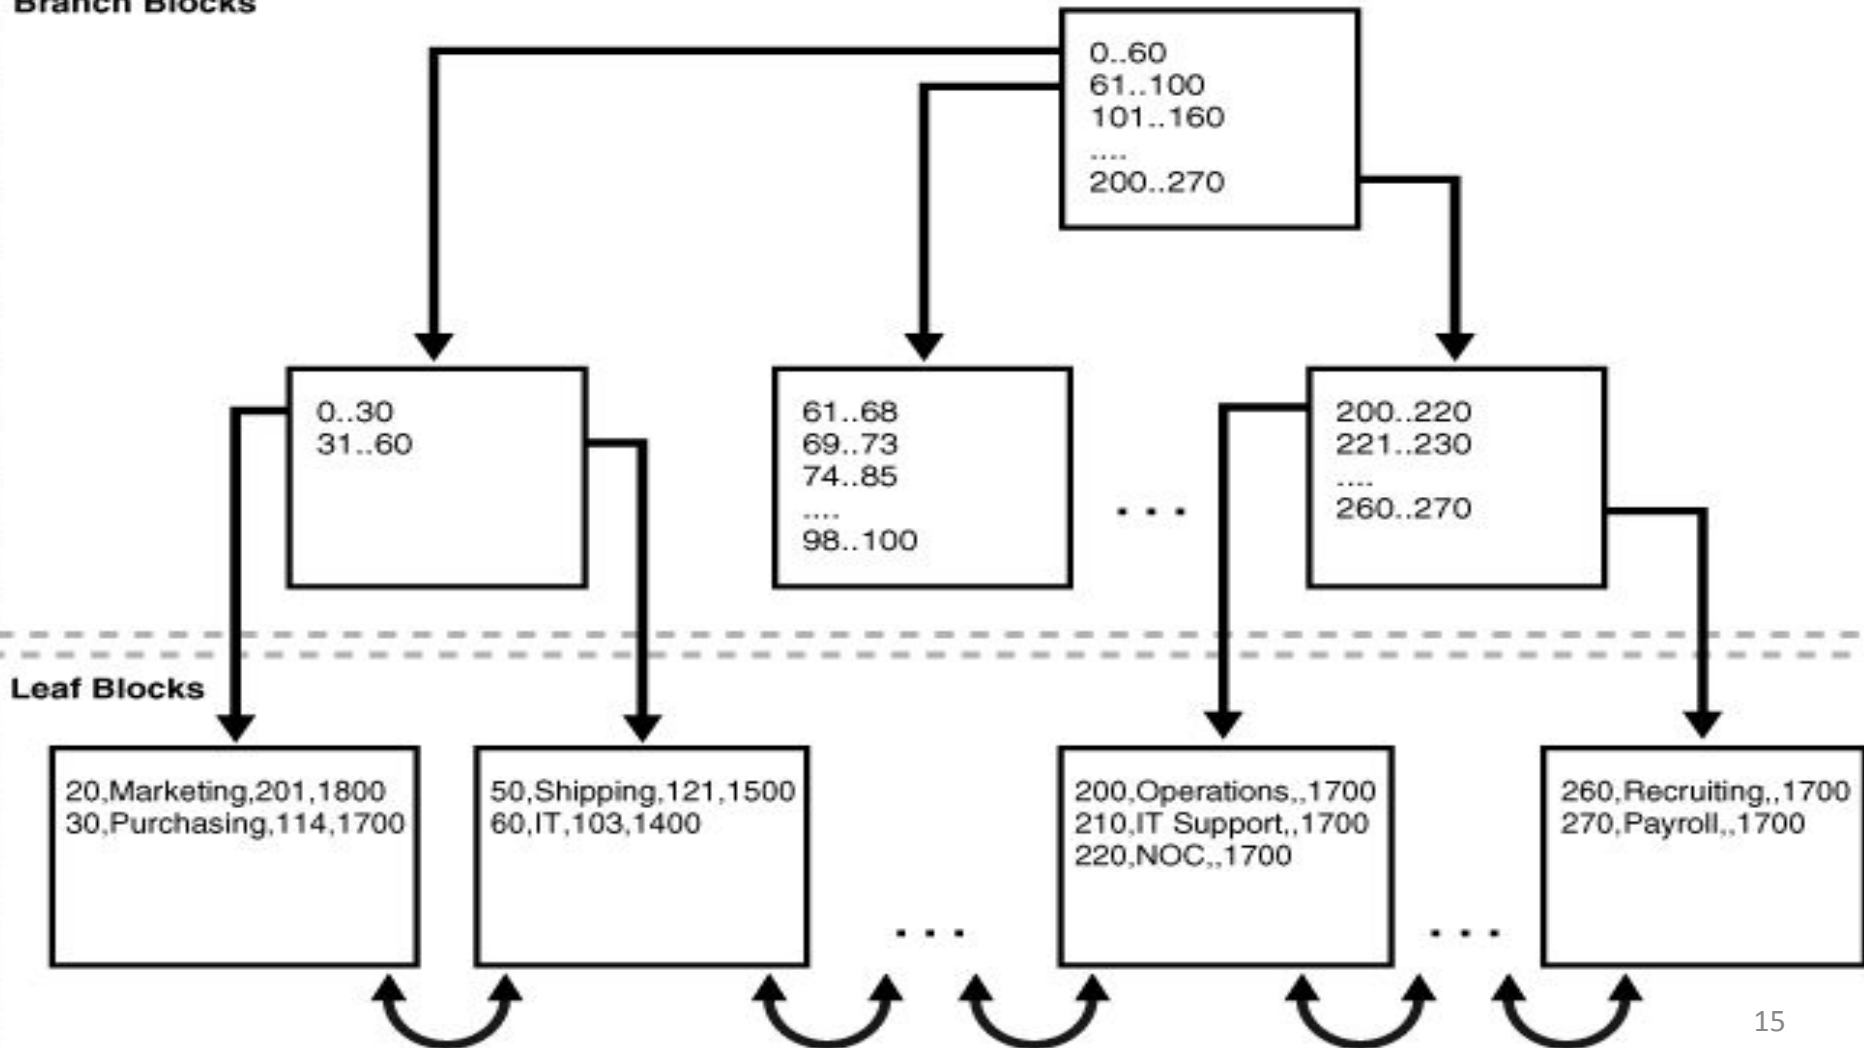 Branch Blocks
0..60
61..100
101..160
....
200..270
0..30
31..60
61..68
69..73
74..85
....
98..100
...
200..220
221..230
....
260..270
Leaf Blocks
20,Marketing,201,1800
30,Purchasing,114,1700
50,Shipping,121,1500
60,IT,103,1400
...
200,Operations,,1700
210,IT Support,,1700
220,NOC,,1700
...
260,Recruiting,,1700
270,Payroll,,1700
15